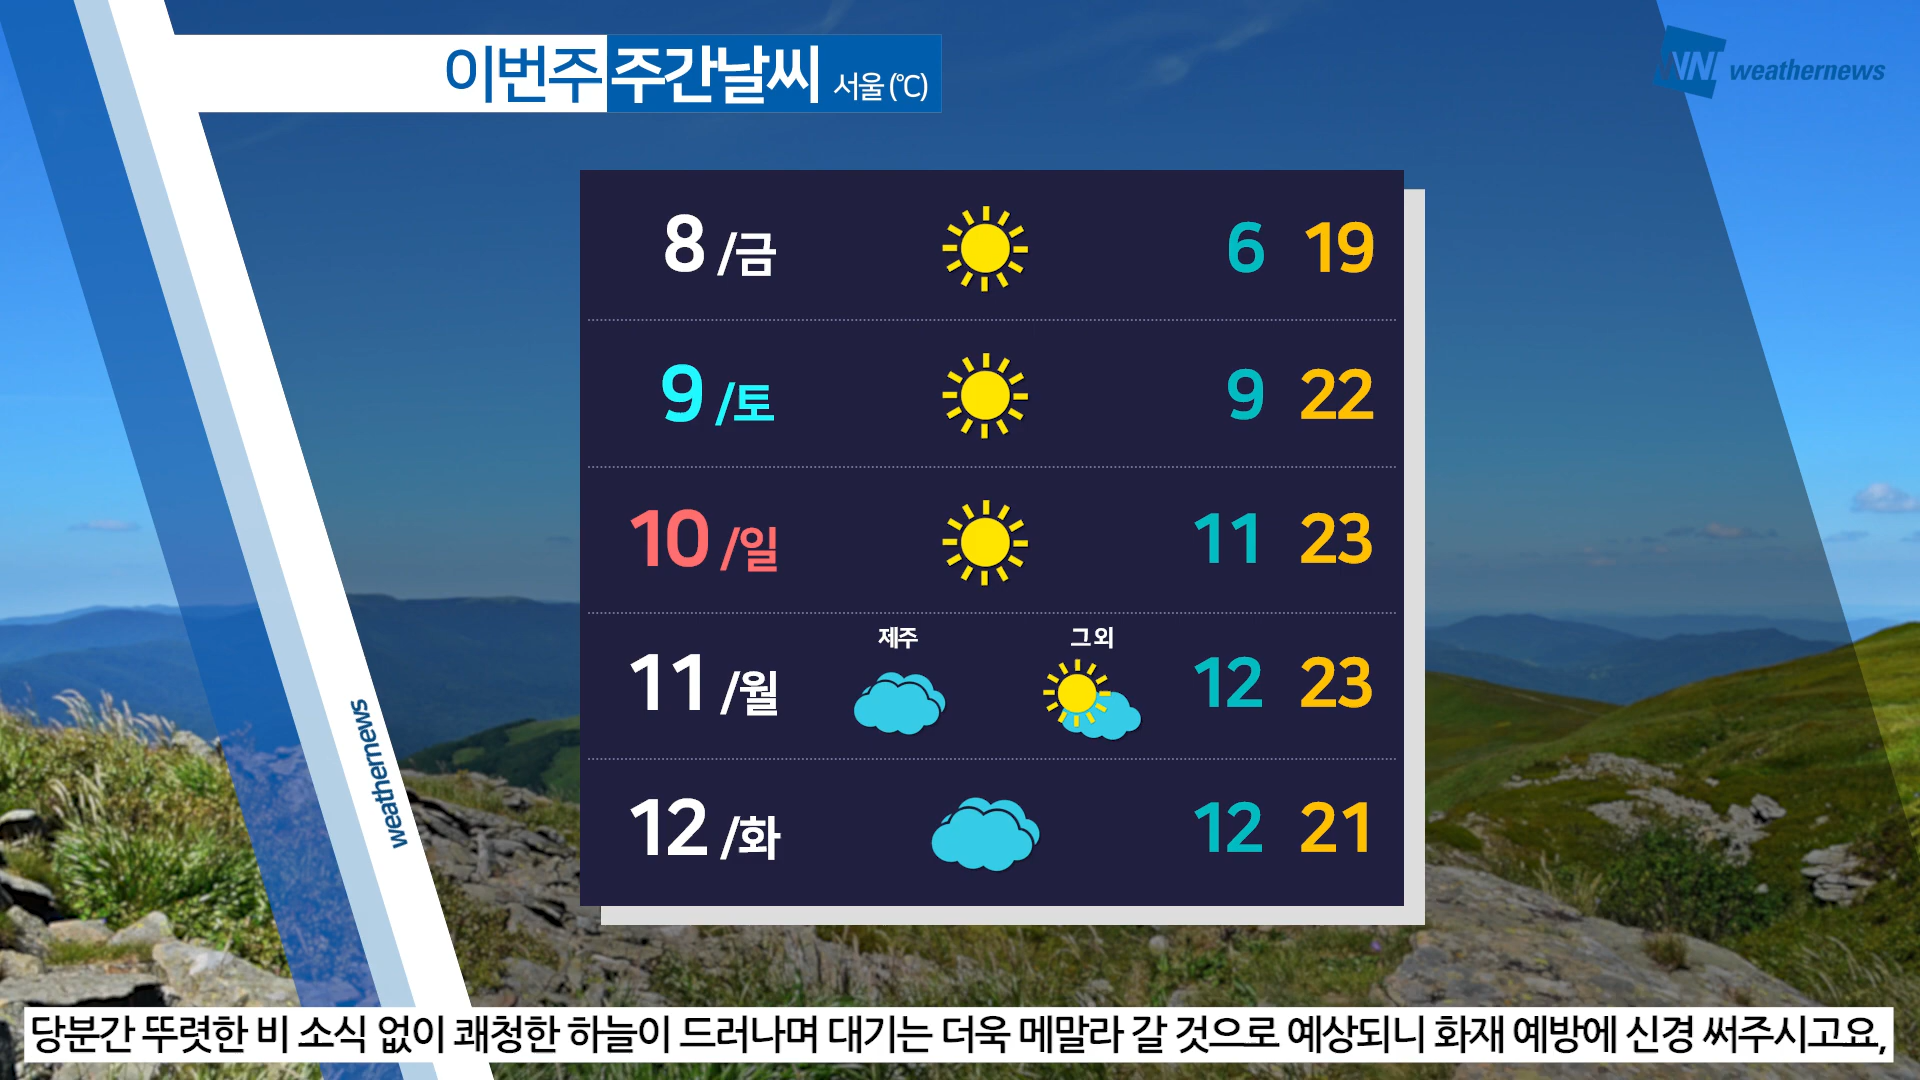 이번주 주간날씨 서울 (℃)
WNI weathernews
8 /금 6 19
9 /토 9 22
10 /일 11 23
제주 그 외
11 /월 12 23
12 /화 12 21
weathernews
당분간 뚜렷한 비 소식 없이 쾌청한 하늘이 드러나며 대기는 더욱 메말라 갈 것으로 예상되니 화재 예방에 신경 써주시고요,